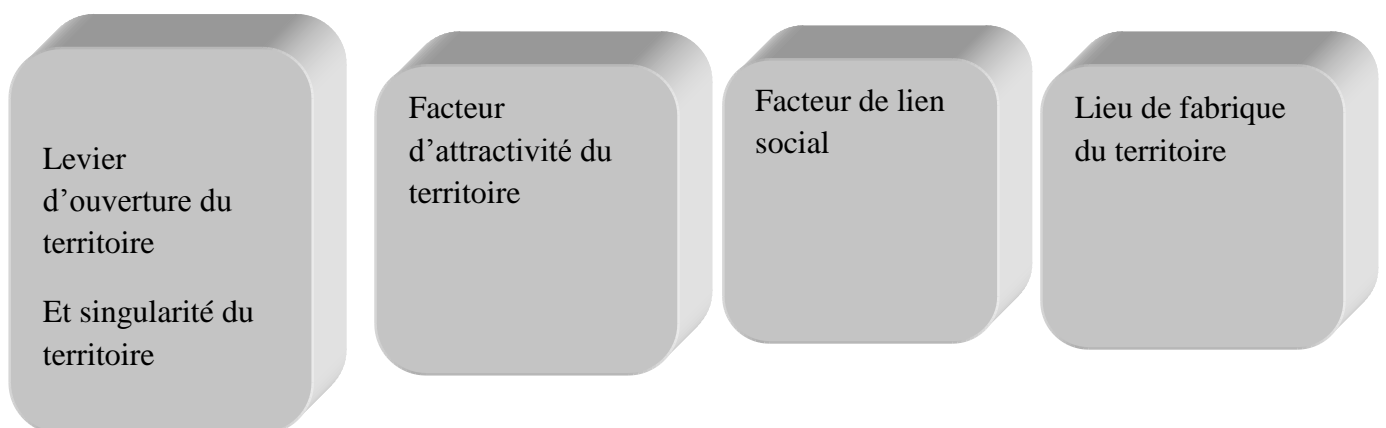 Levier
d’ouverture du
territoire
Et singularité du
territoire
Facteur
d’attractivité du
territoire
Facteur de lien
social
Lieu de fabrique
du territoire